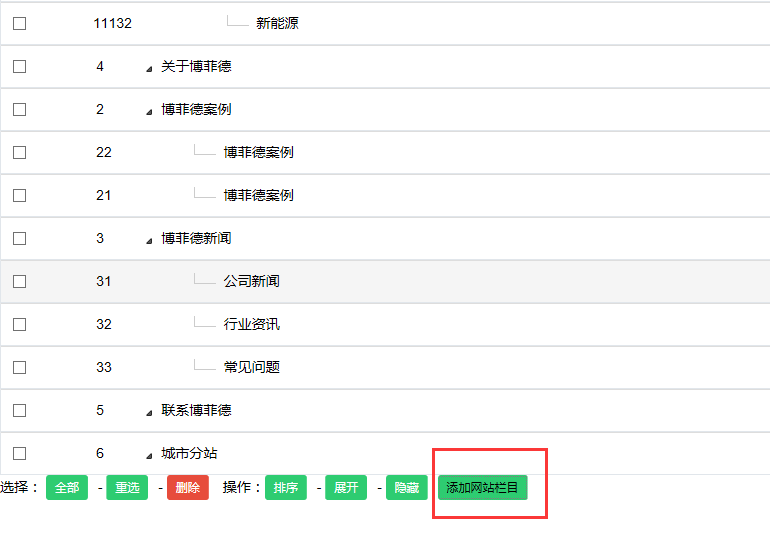 11132 新能源
4 关于博菲德
2 博菲德案例
22 博菲德案例
21 博菲德案例
3 博菲德新闻
31 公司新闻
32 行业资讯
33 常见问题
5 联系博菲德
6 城市分站
选择： 全部 - 重选 - 删除 操作：排序 - 展开 - 隐藏 添加网站栏目